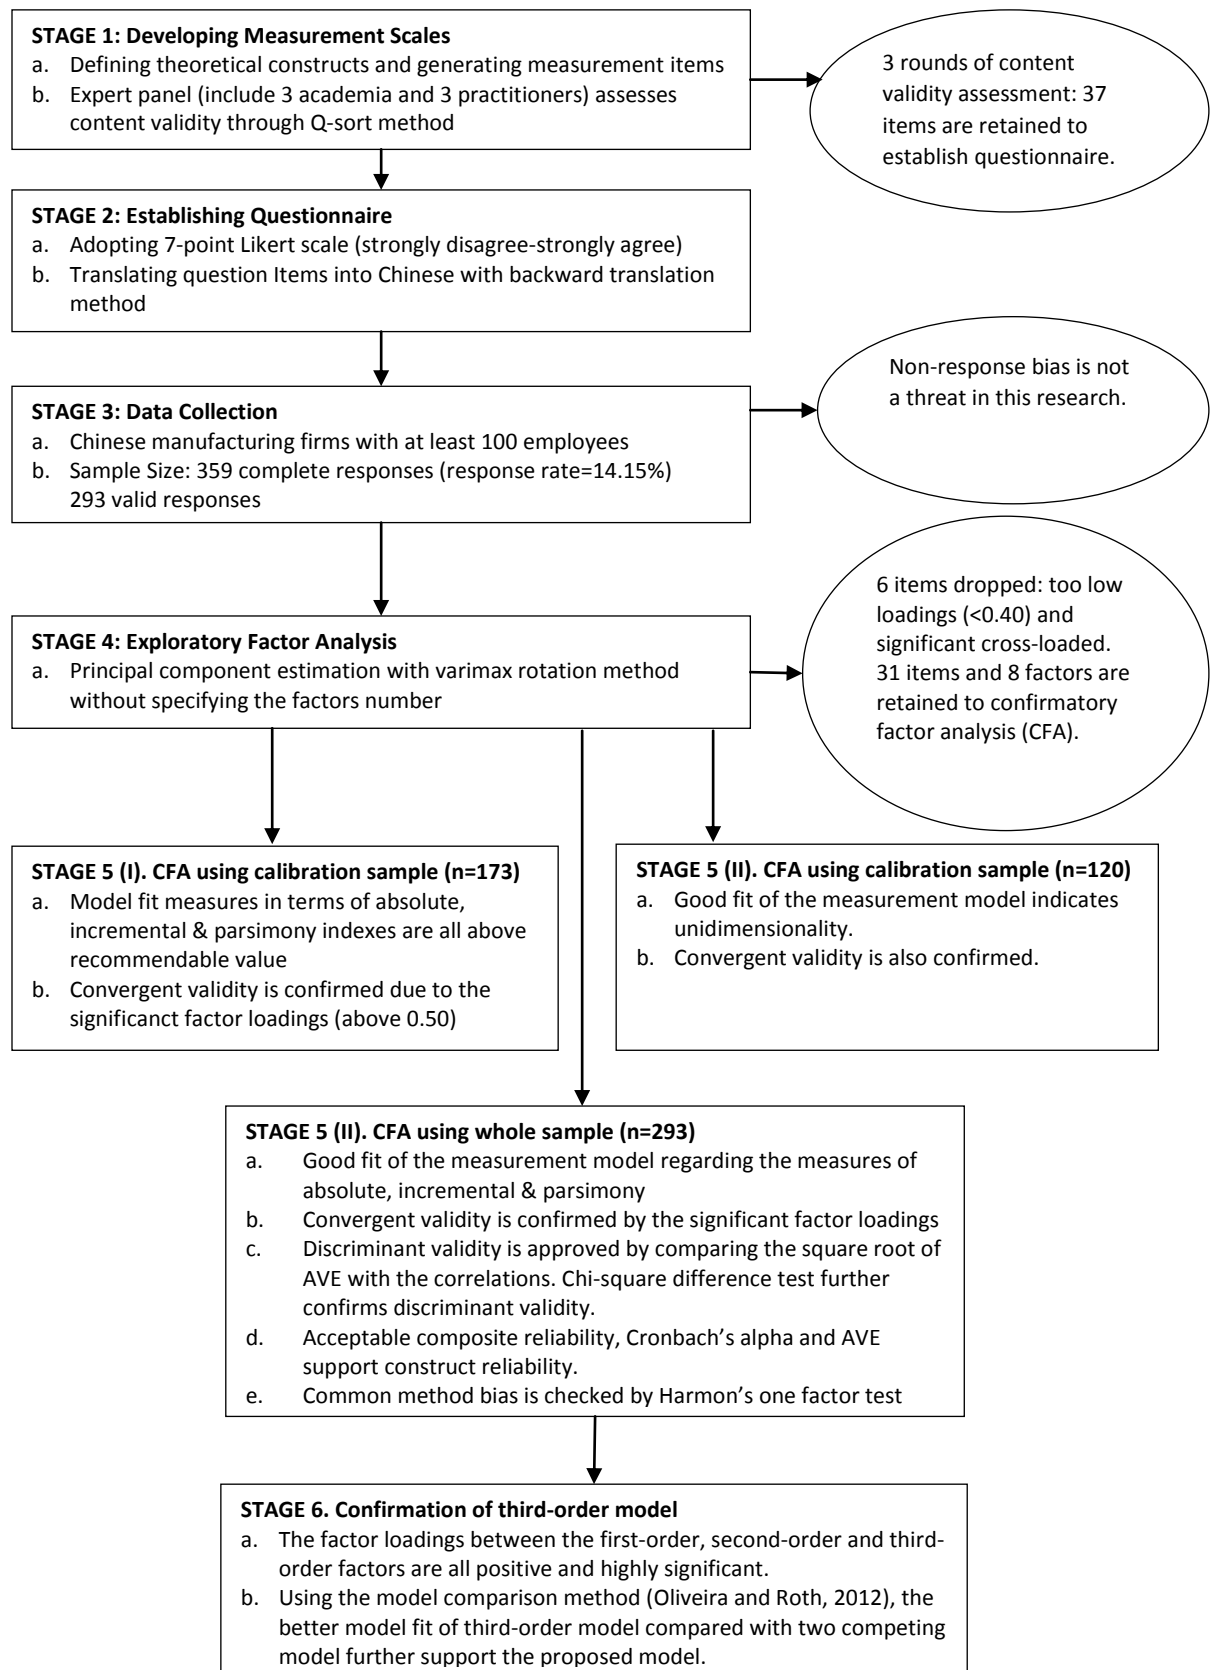 STAGE 1: Developing Measurement Scales
a. Defining theoretical constructs and generating measurement items
b. Expert panel (include 3 academia and 3 practitioners) assesses
content validity through Q-sort method
3 rounds of content
validity assessment: 37
items are retained to
establish questionnaire.
STAGE 2: Establishing Questionnaire
a. Adopting 7-point Likert scale (strongly disagree-strongly agree)
b. Translating question Items into Chinese with backward translation
method
STAGE 3: Data Collection
a. Chinese manufacturing firms with at least 100 employees
b. Sample Size: 359 complete responses (response rate=14.15%)
293 valid responses
Non-response bias is not
a threat in this research.
STAGE 4: Exploratory Factor Analysis
a. Principal component estimation with varimax rotation method
without specifying the factors number
6 items dropped: too low
loadings (<0.40) and
significant cross-loaded.
31 items and 8 factors are
retained to confirmatory
factor analysis (CFA).
STAGE 5 (I). CFA using calibration sample (n=173)
a. Model fit measures in terms of absolute,
incremental & parsimony indexes are all above
recommendable value
b. Convergent validity is confirmed due to the
significanct factor loadings (above 0.50)
STAGE 5 (II). CFA using calibration sample (n=120)
a. Good fit of the measurement model indicates
unidimensionality.
b. Convergent validity is also confirmed.
STAGE 5 (II). CFA using whole sample (n=293)
a. Good fit of the measurement model regarding the measures of
absolute, incremental & parsimony
b. Convergent validity is confirmed by the significant factor loadings
c. Discriminant validity is approved by comparing the square root of
AVE with the correlations. Chi-square difference test further
confirms discriminant validity.
d. Acceptable composite reliability, Cronbach's alpha and AVE
support construct reliability.
e. Common method bias is checked by Harmon's one factor test
STAGE 6. Confirmation of third-order model
a. The factor loadings between the first-order, second-order and third-
order factors are all positive and highly significant.
b. Using the model comparison method (Oliveira and Roth, 2012), the
better model fit of third-order model compared with two competing
model further support the proposed model.